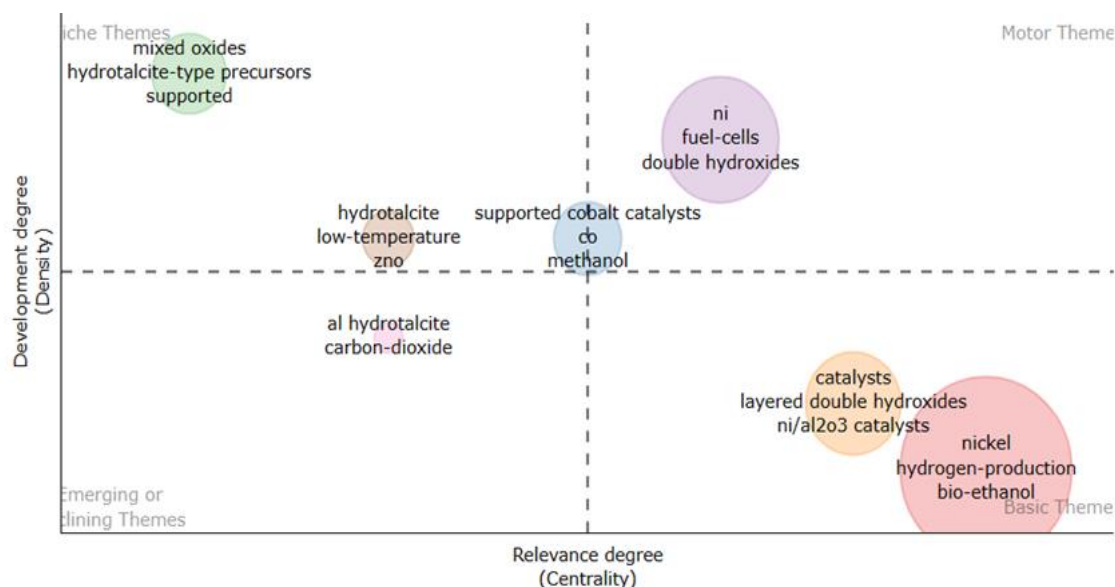 iche Themes
Motor Theme
mixed oxides
hydrotalcite-type precursors
supported
ni
fuel-cells
double hydroxides
hydrotalcite
low-temperature
zno
supported cobalt catalysts
co
methanol
al hydrotalcite
carbon-dioxide
catalysts
layered double hydroxides
ni/al2o3 catalysts
nickel
hydrogen-production
bio-ethanol
Emerging or
clining Themes
Basic Theme
Development degree
(Density)
Relevance degree
(Centrality)